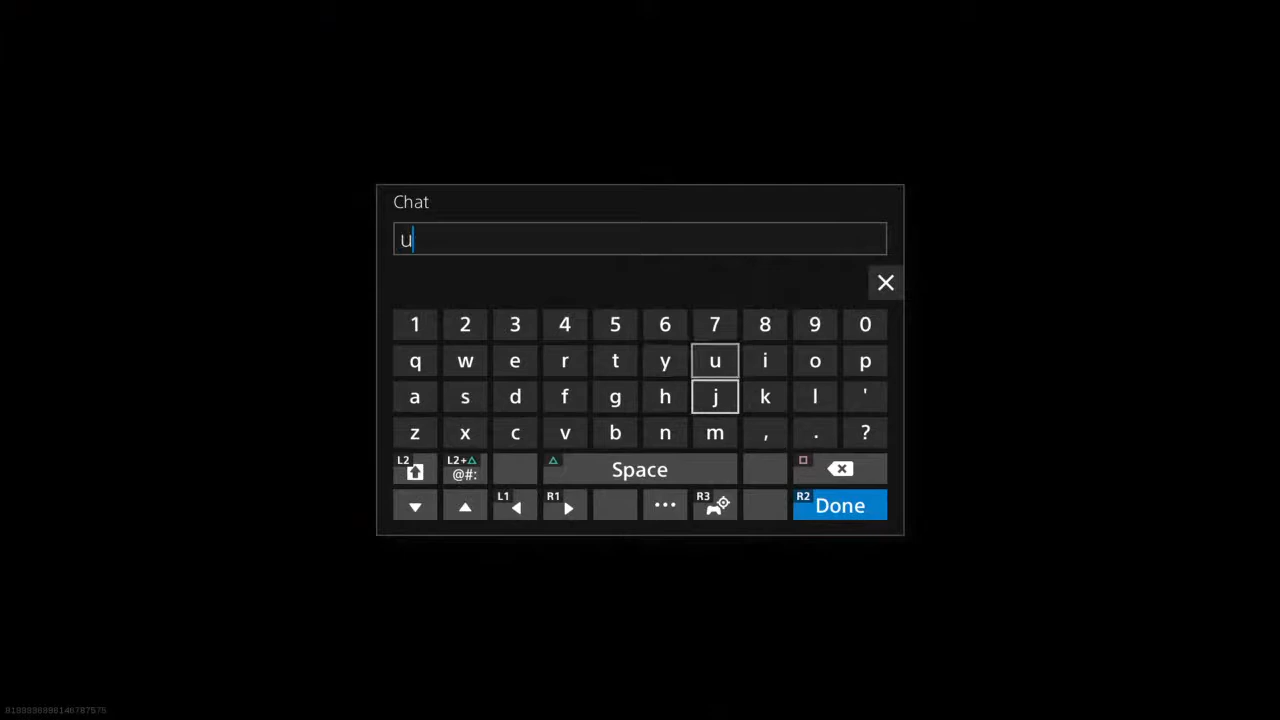 Chat
u
1 2 3 4 5 6 7 8 9 0
q w e r t y u i o p
a s d f g h j k l '
z x c v b n m , . ?
L2 L2+△ @#: △ Space
L1 R1 ... R3 R2 Done